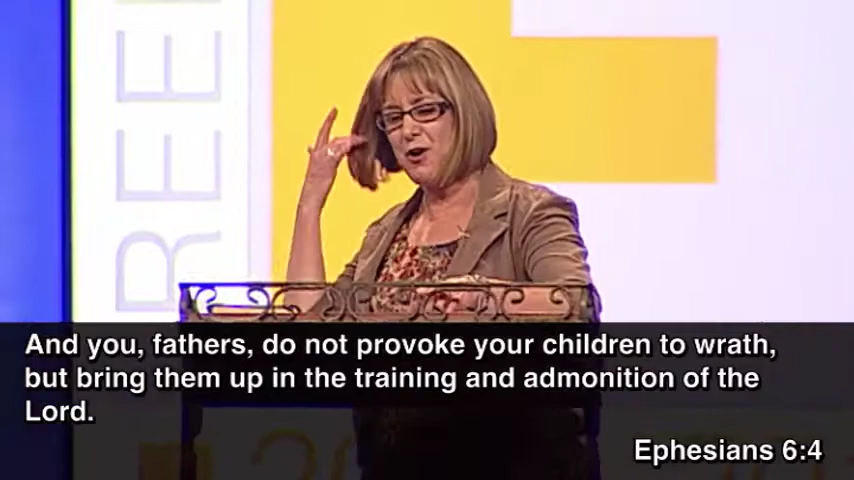 REE
And you, fathers, do not provoke your children to wrath,
but bring them up in the training and admonition of the
Lord.
Ephesians 6:4